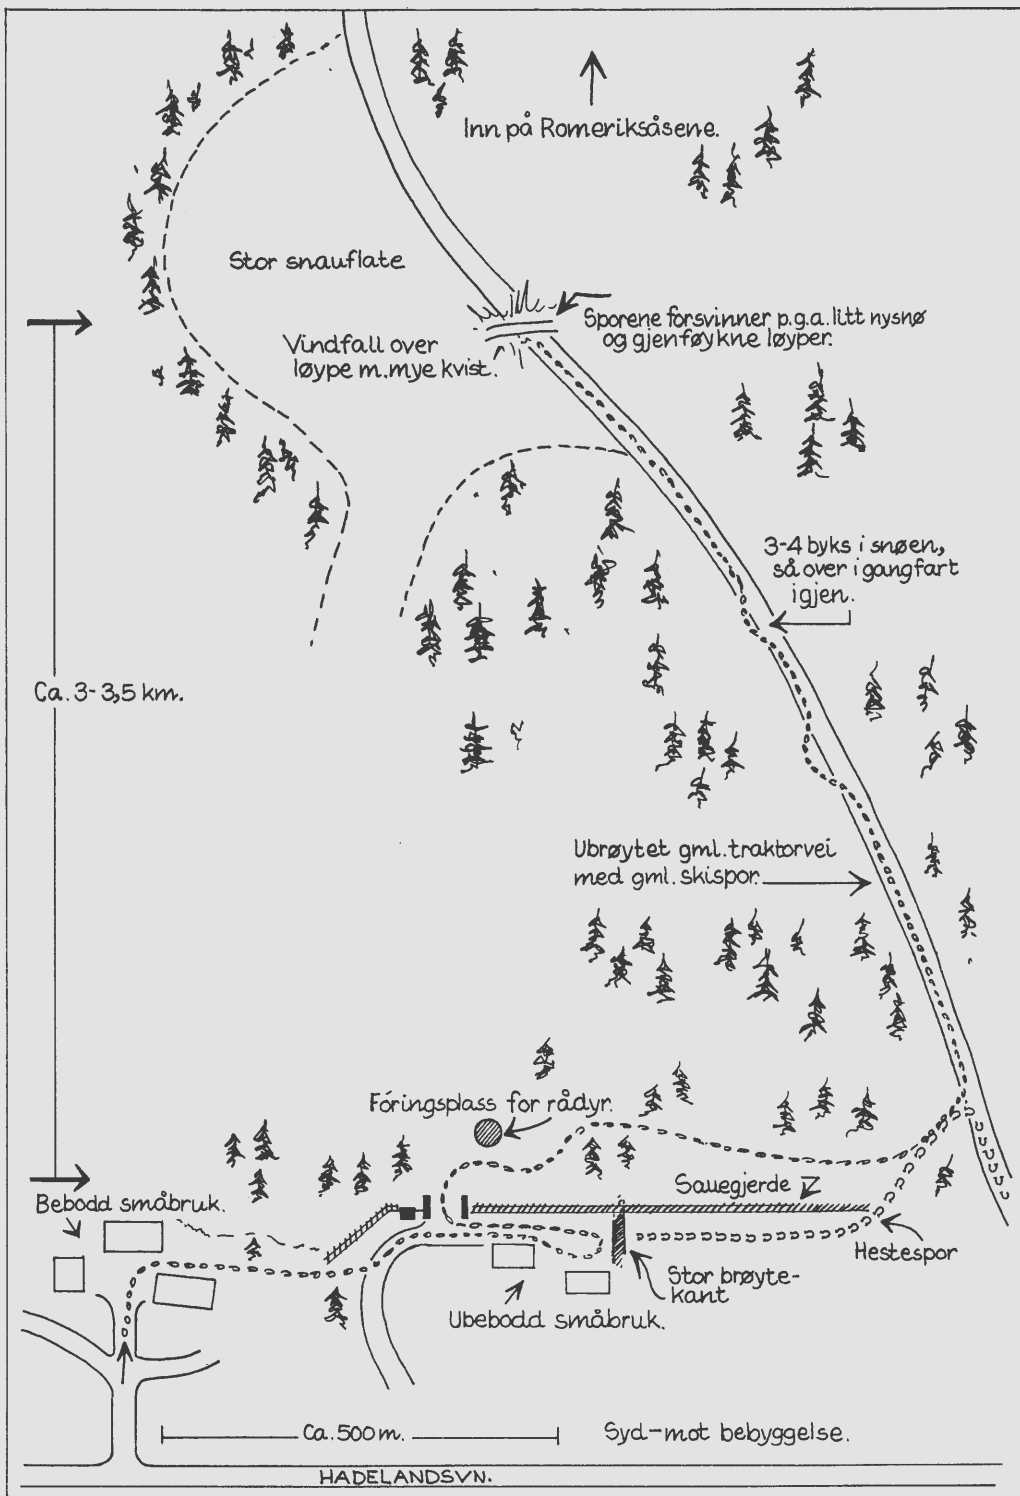 Inn på Romeriksåsene.
Stor snauflate
Sporene forsvinner p.g.a. litt nysnø
og gjenføykne løyper.
Vindfall over
løype m. mye kvist.
3-4 byks i snøen,
så over i gangfart
igjen.
Ca. 3-3,5 km.
Ubrøytet gml. traktorvei
med gml. skispor.
Fóringsplass for rådyr.
Sauegjerde
Bebodd småbruk.
Hestespor
Stor brøyte-
kant
Ubebodd småbruk.
Ca. 500 m.
Syd-mot bebyggelse.
HADELANDSVN.